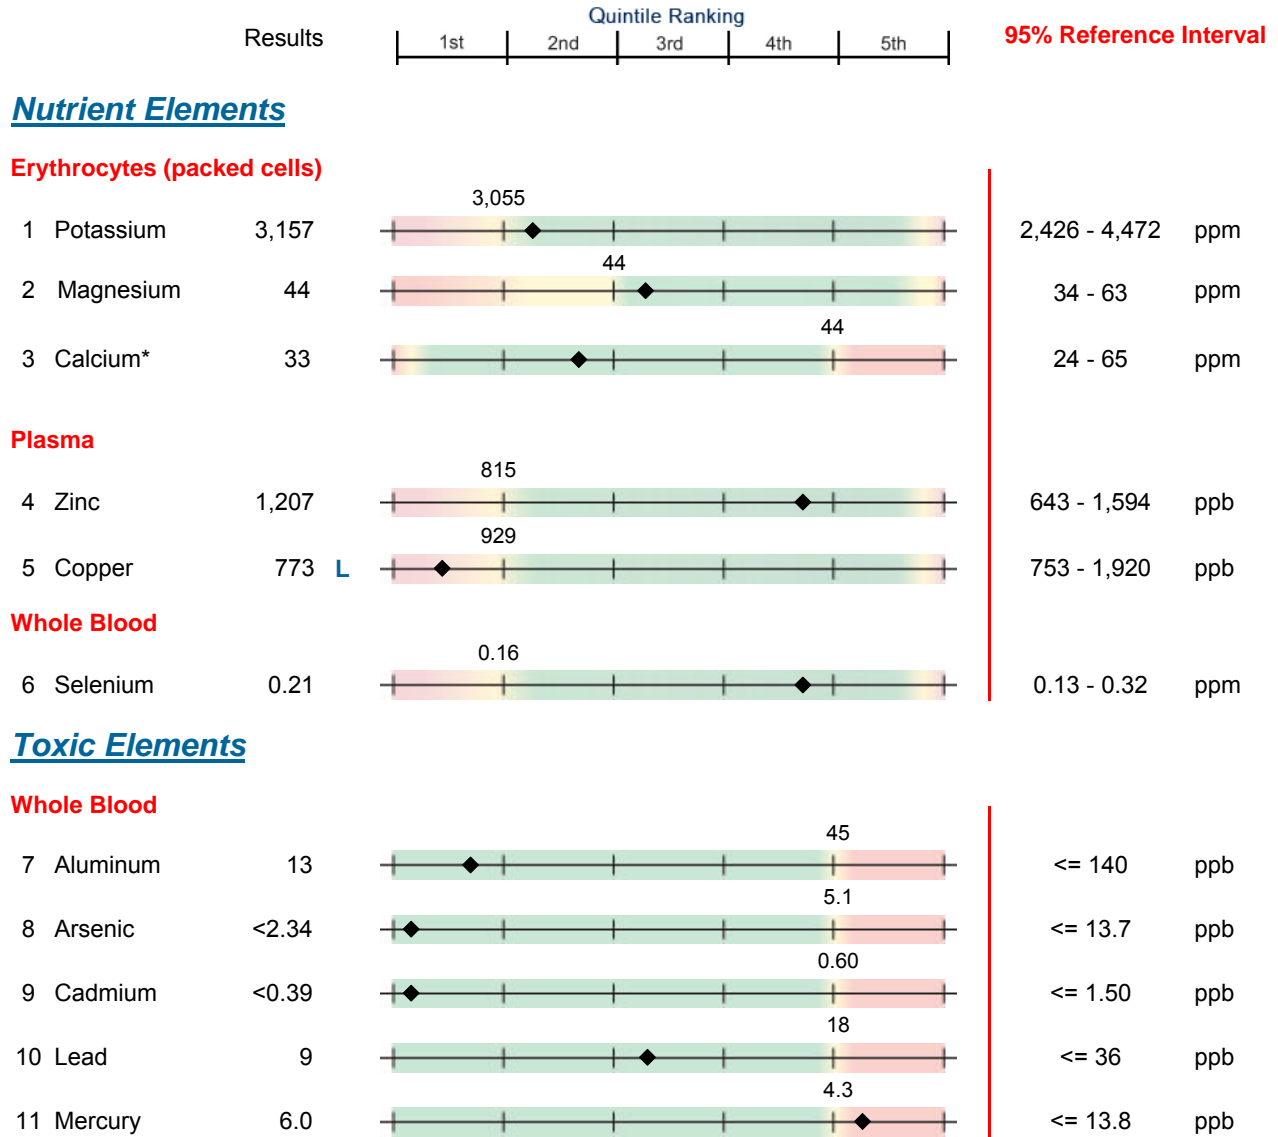 Quintile Ranking
Results 1st 2nd 3rd 4th 5th 95% Reference Interval
Nutrient Elements
Erythrocytes (packed cells)
3,055
1 Potassium 3,157 2,426 - 4,472 ppm
44
2 Magnesium 44 34 - 63 ppm
44
3 Calcium* 33 24 - 65 ppm
Plasma
815
4 Zinc 1,207 643 - 1,594 ppb
929
5 Copper 773 L 753 - 1,920 ppb
Whole Blood
0.16
6 Selenium 0.21 0.13 - 0.32 ppm
Toxic Elements
Whole Blood
45
7 Aluminum 13 <= 140 ppb
5.1
8 Arsenic <2.34 <= 13.7 ppb
0.60
9 Cadmium <0.39 <= 1.50 ppb
18
10 Lead 9 <= 36 ppb
4.3
11 Mercury 6.0 <= 13.8 ppb